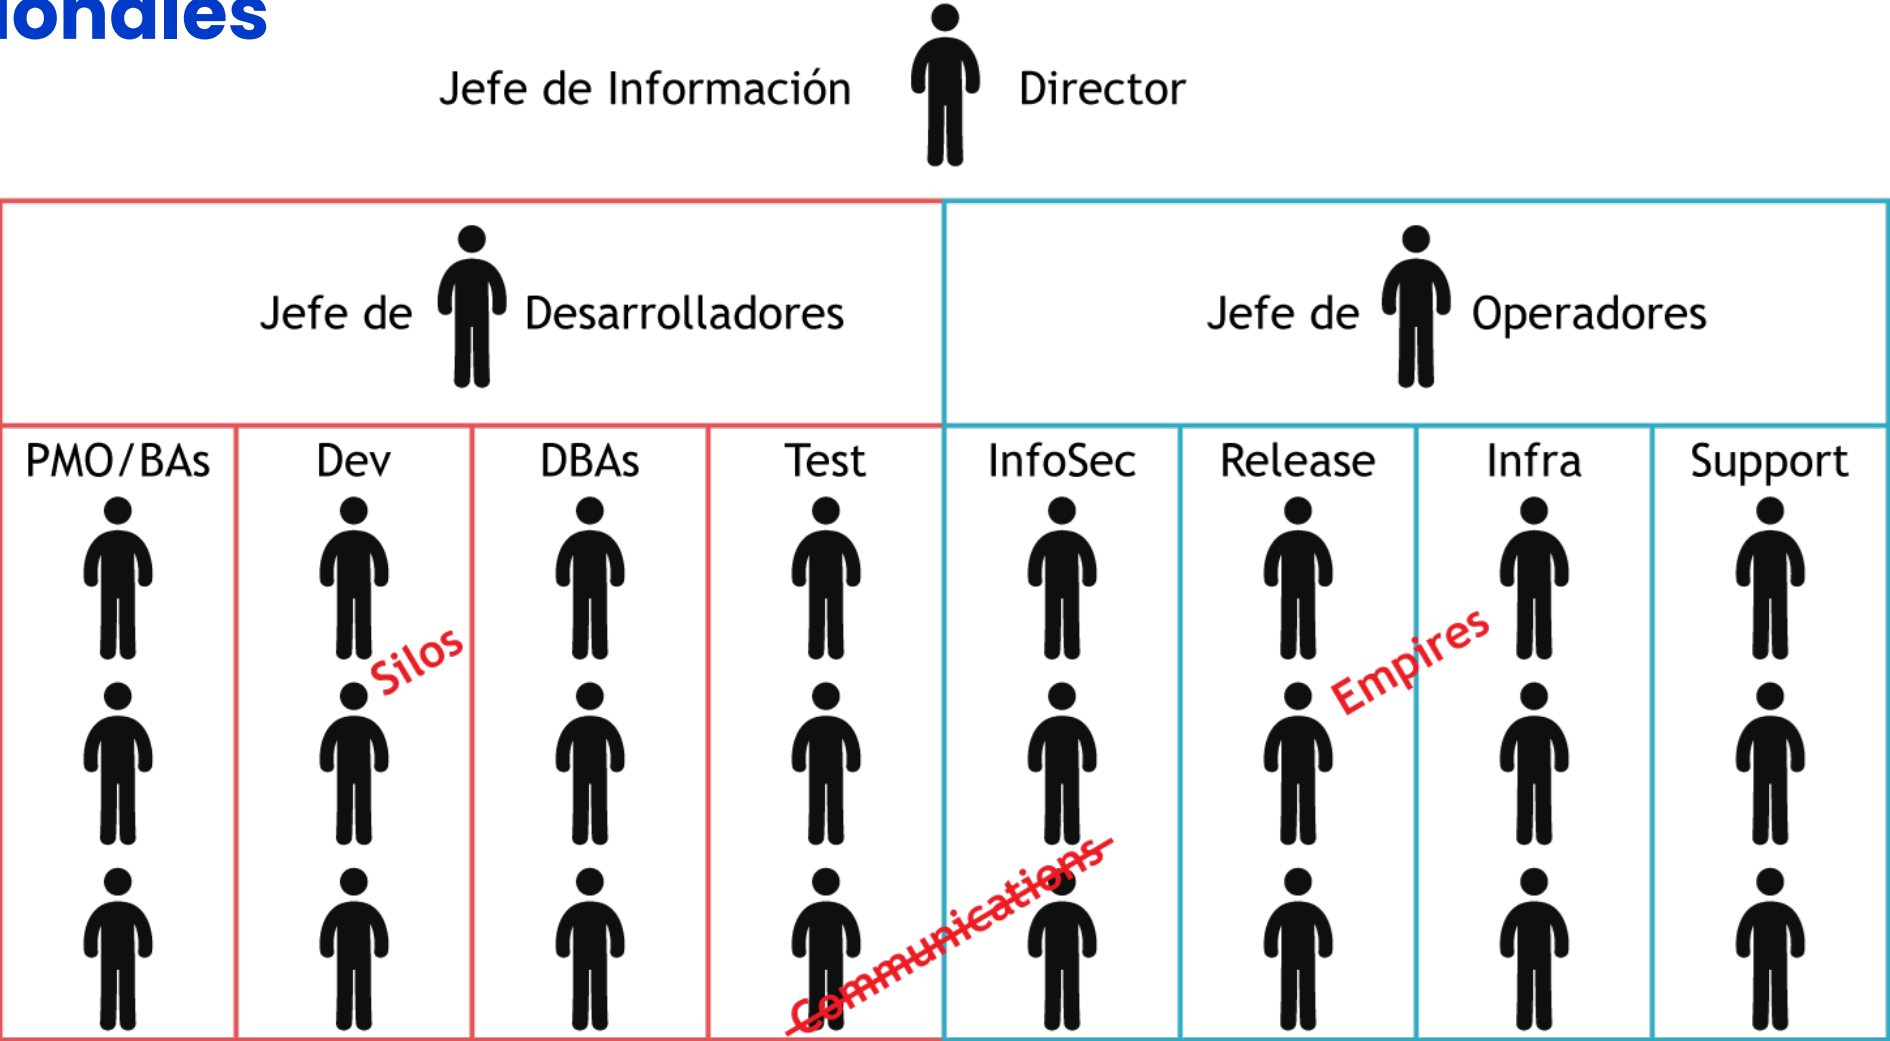 ionales
Jefe de Información Director
Jefe de Desarrolladores
Jefe de Operadores
PMO/BAs
Dev
DBAs
Test
InfoSec
Release
Infra
Support
Silos
Empires
Communications